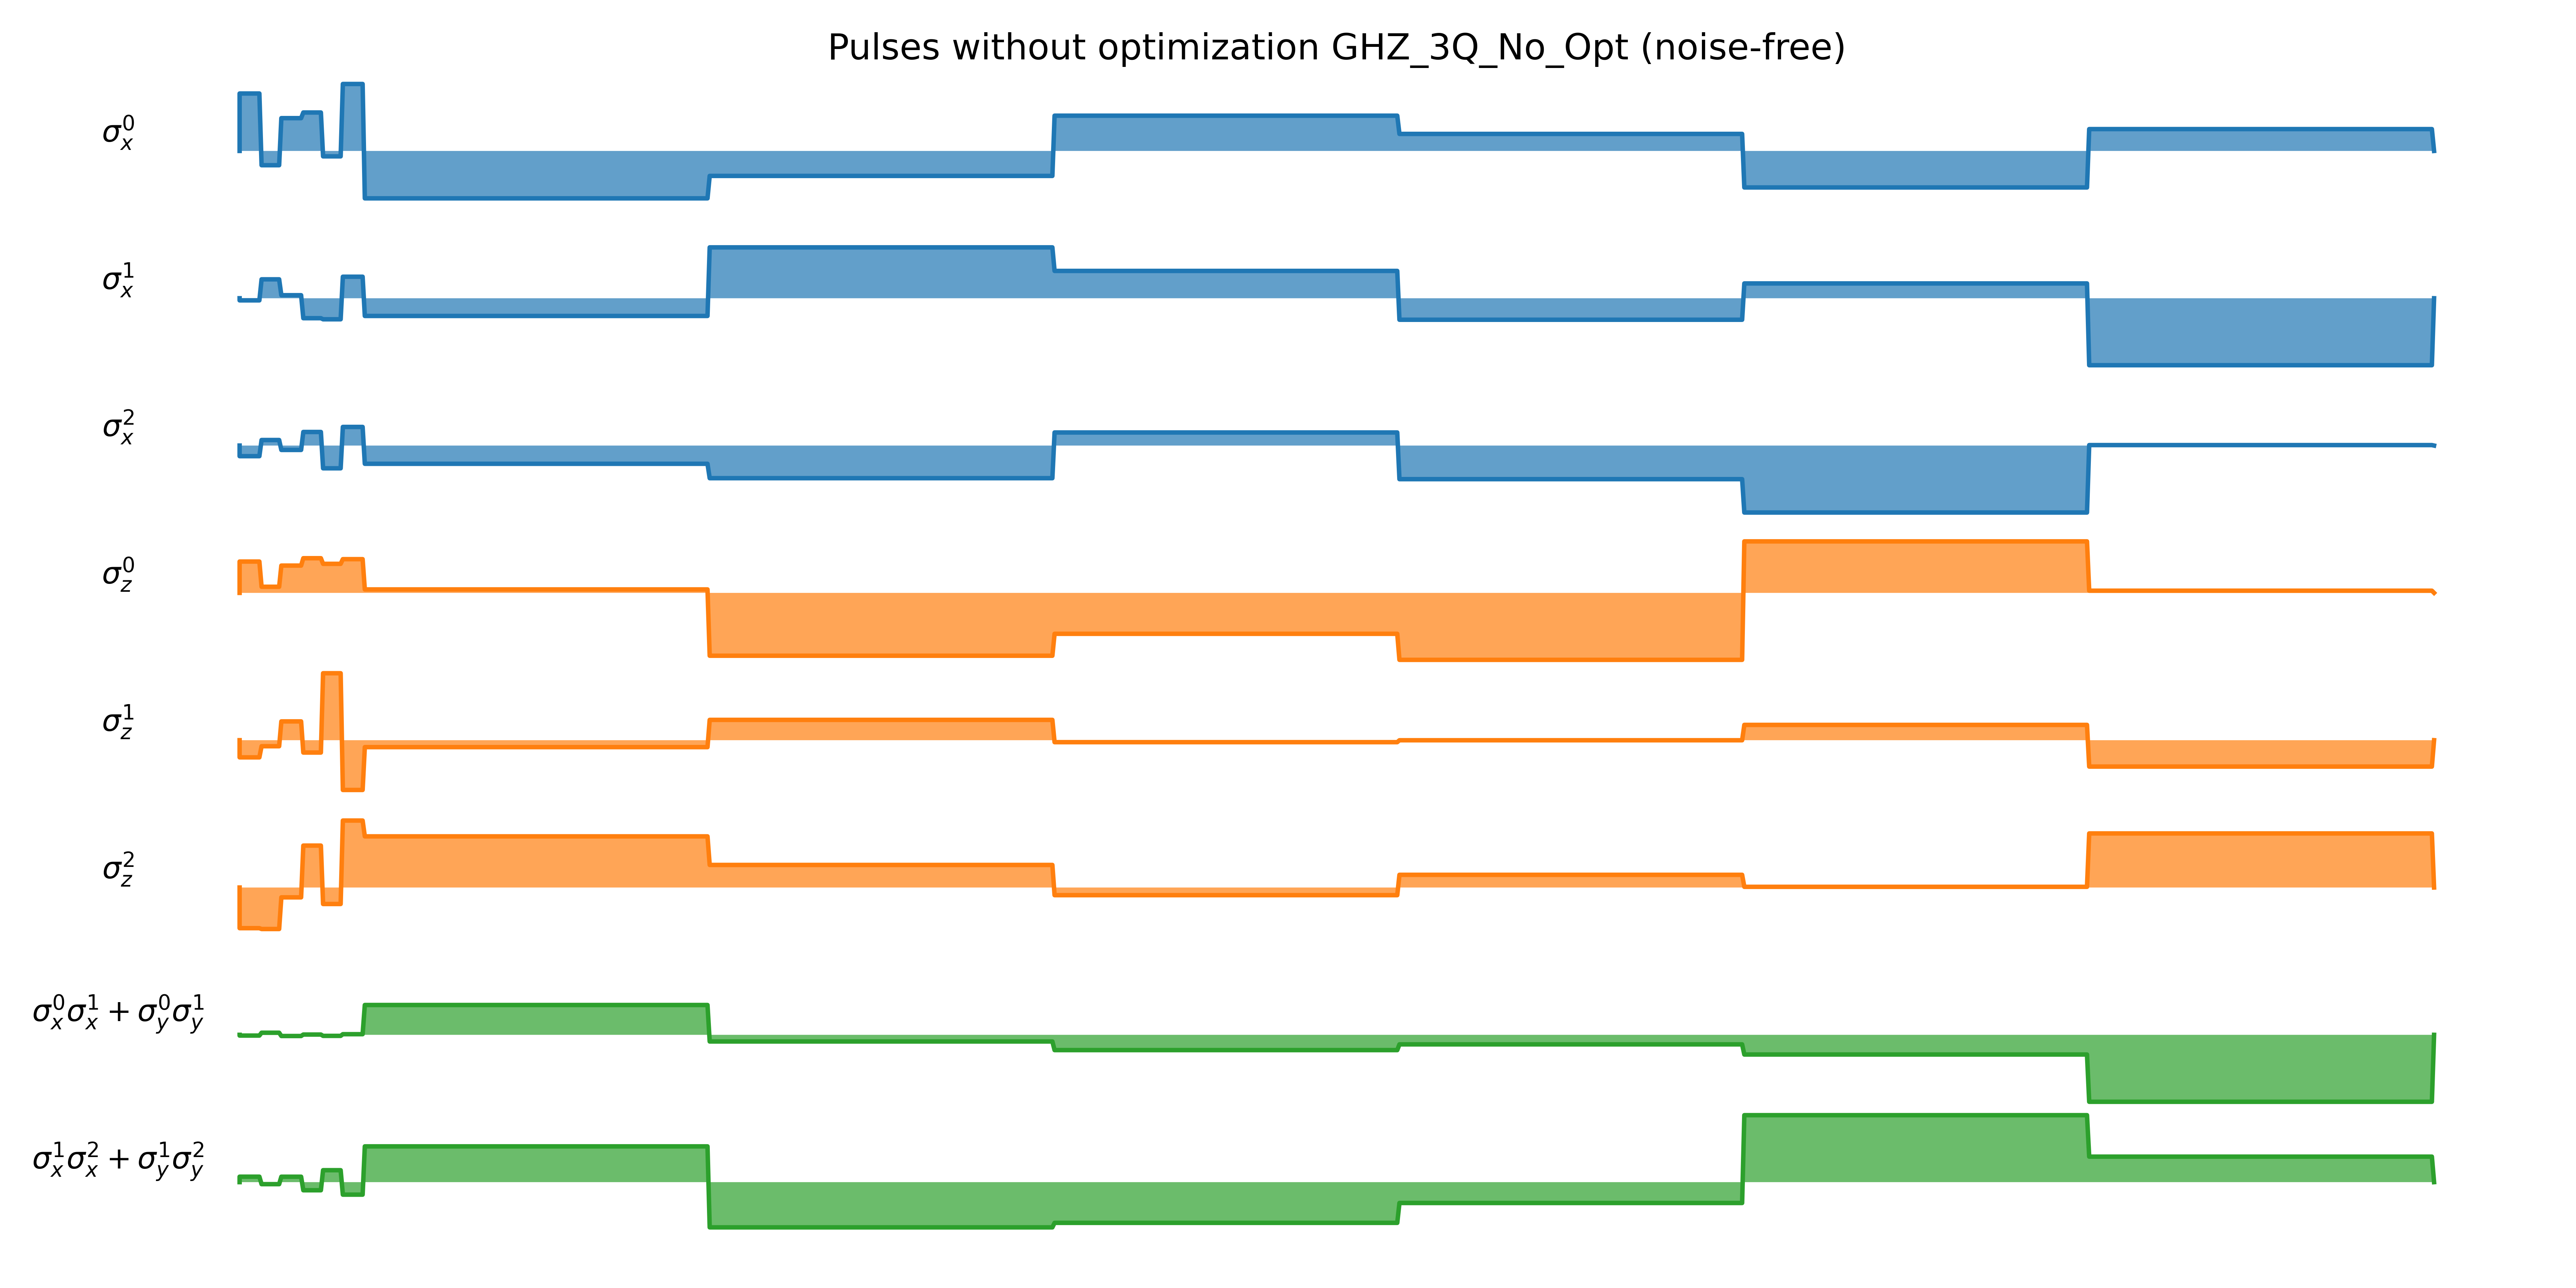 Pulses without optimization GHZ_3Q_No_Opt (noise-free)
σ_x^0
σ_x^1
σ_x^2
σ_z^0
σ_z^1
σ_z^2
σ_x^0σ_x^1 + σ_y^0σ_y^1
σ_x^1σ_x^2 + σ_y^1σ_y^2